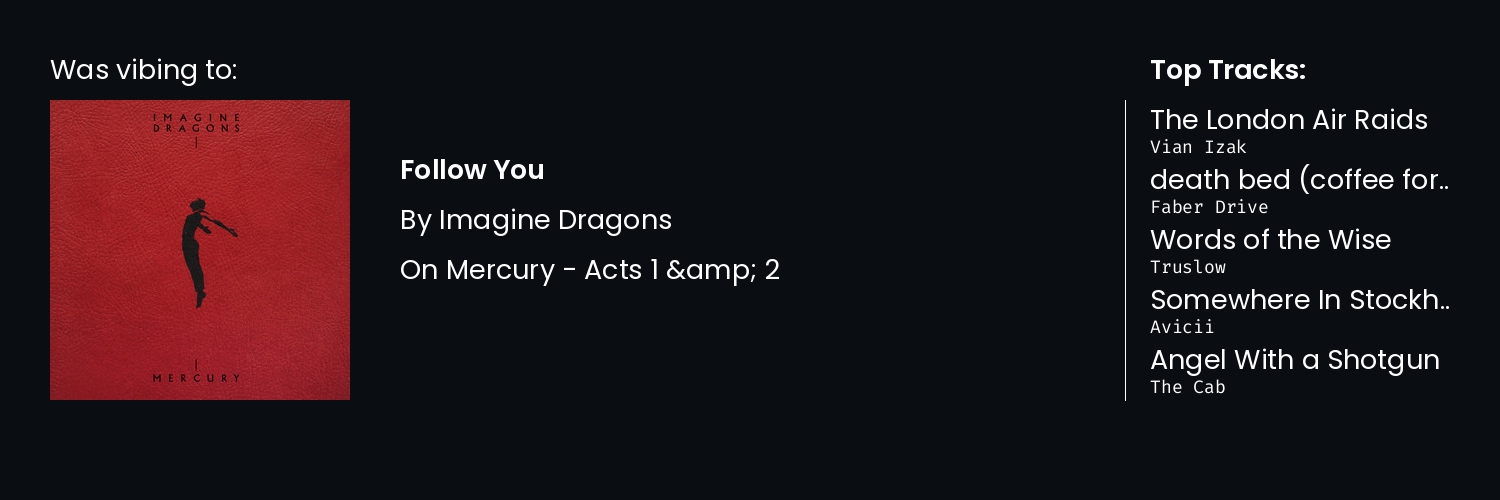 Was vibing to:
IMAGINE
DRAGONS
MERCURY
Follow You
By Imagine Dragons
On Mercury - Acts 1 &amp;amp; 2
Top Tracks:
The London Air Raids
Vian Izak
death bed (coffee for..
Faber Drive
Words of the Wise
Truslow
Somewhere In Stockh..
Avicii
Angel With a Shotgun
The Cab